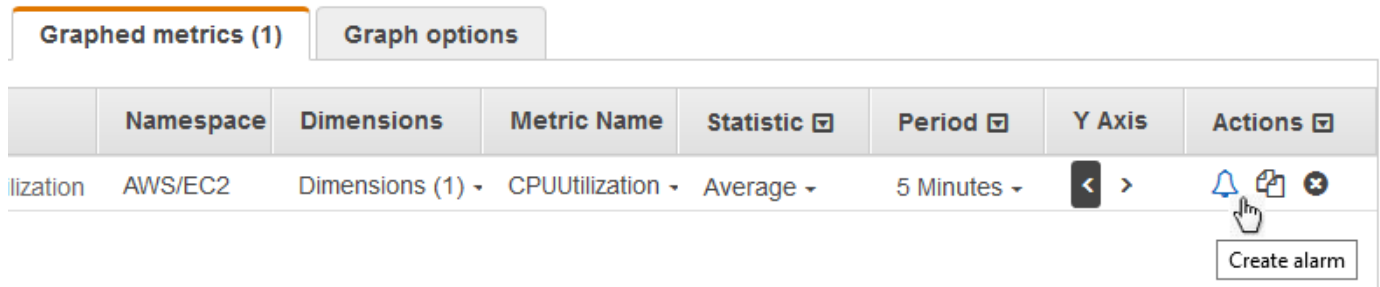 Graphed metrics (1) Graph options
Namespace Dimensions Metric Name Statistic Period Y Axis Actions
ilization AWS/EC2 Dimensions (1) CPUUtilization Average 5 Minutes < >
Create alarm